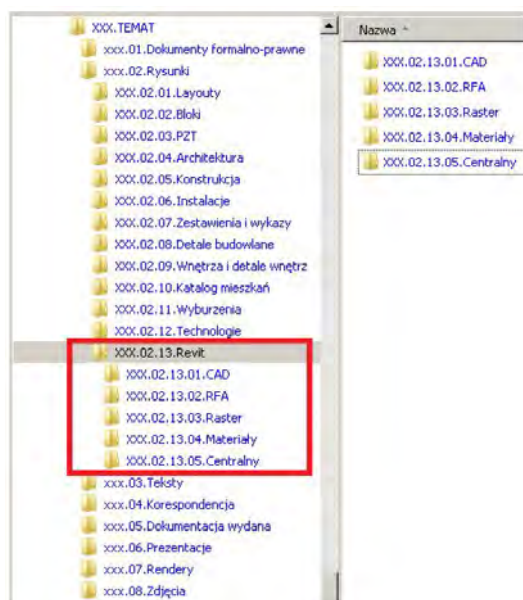 XXX.TEMAT
xxx.01.Dokumenty formalno-prawne
xxx.02.Rysunki
XXX.02.01.Layouty
XXX.02.02.Bloki
XXX.02.03.PZT
XXX.02.04.Architektura
XXX.02.05.Konstrukcja
XXX.02.06.Instalacje
XXX.02.07.Zestawienia i wykazy
XXX.02.08.Detale budowlane
XXX.02.09.Wnętrza i detale wnętrz
XXX.02.10.Katalog mieszkań
XXX.02.11.Wyburzenia
XXX.02.12.Technologie
XXX.02.13.Revit
XXX.02.13.01.CAD
XXX.02.13.02.RFA
XXX.02.13.03.Raster
XXX.02.13.04.Materiały
XXX.02.13.05.Centralny
xxx.03.Teksty
xxx.04.Korespondencja
xxx.05.Dokumentacja wydana
xxx.06.Prezentacje
xxx.07.Rendery
xxx.08.Zdjęcia
Nazwa
XXX.02.13.01.CAD
XXX.02.13.02.RFA
XXX.02.13.03.Raster
XXX.02.13.04.Materiały
XXX.02.13.05.Centralny